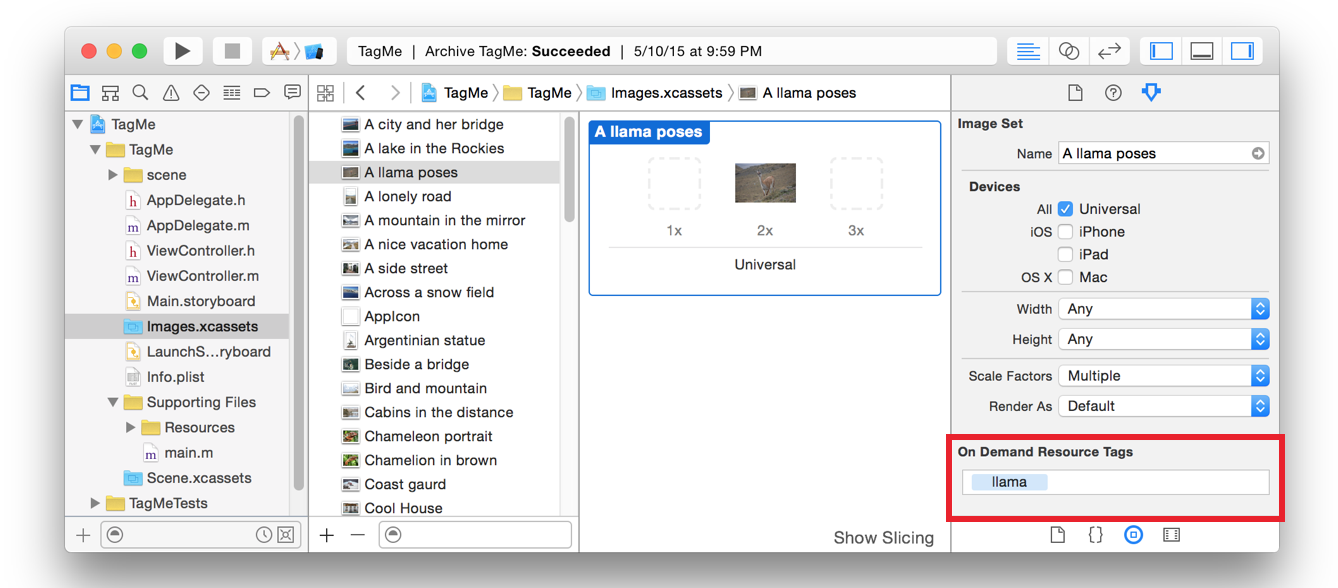 TagMe | Archive TagMe: Succeeded | 5/10/15 at 9:59 PM
TagMe
TagMe
Images.xcassets
A llama poses
TagMe
TagMe
scene
AppDelegate.h
AppDelegate.m
ViewController.h
ViewController.m
Main.storyboard
Images.xcassets
LaunchS...ryboard
Info.plist
Supporting Files
Resources
main.m
Scene.xcassets
TagMeTests
A city and her bridge
A lake in the Rockies
A llama poses
A lonely road
A mountain in the mirror
A nice vacation home
A side street
Across a snow field
AppIcon
Argentinian statue
Beside a bridge
Bird and mountain
Cabins in the distance
Chameleon portrait
Chamelion in brown
Coast gaurd
Cool House
A llama poses
1x
2x
3x
Universal
Show Slicing
Image Set
Name A llama poses
Devices
All Universal
iOS iPhone
iPad
OS X Mac
Width Any
Height Any
Scale Factors Multiple
Render As Default
On Demand Resource Tags
llama